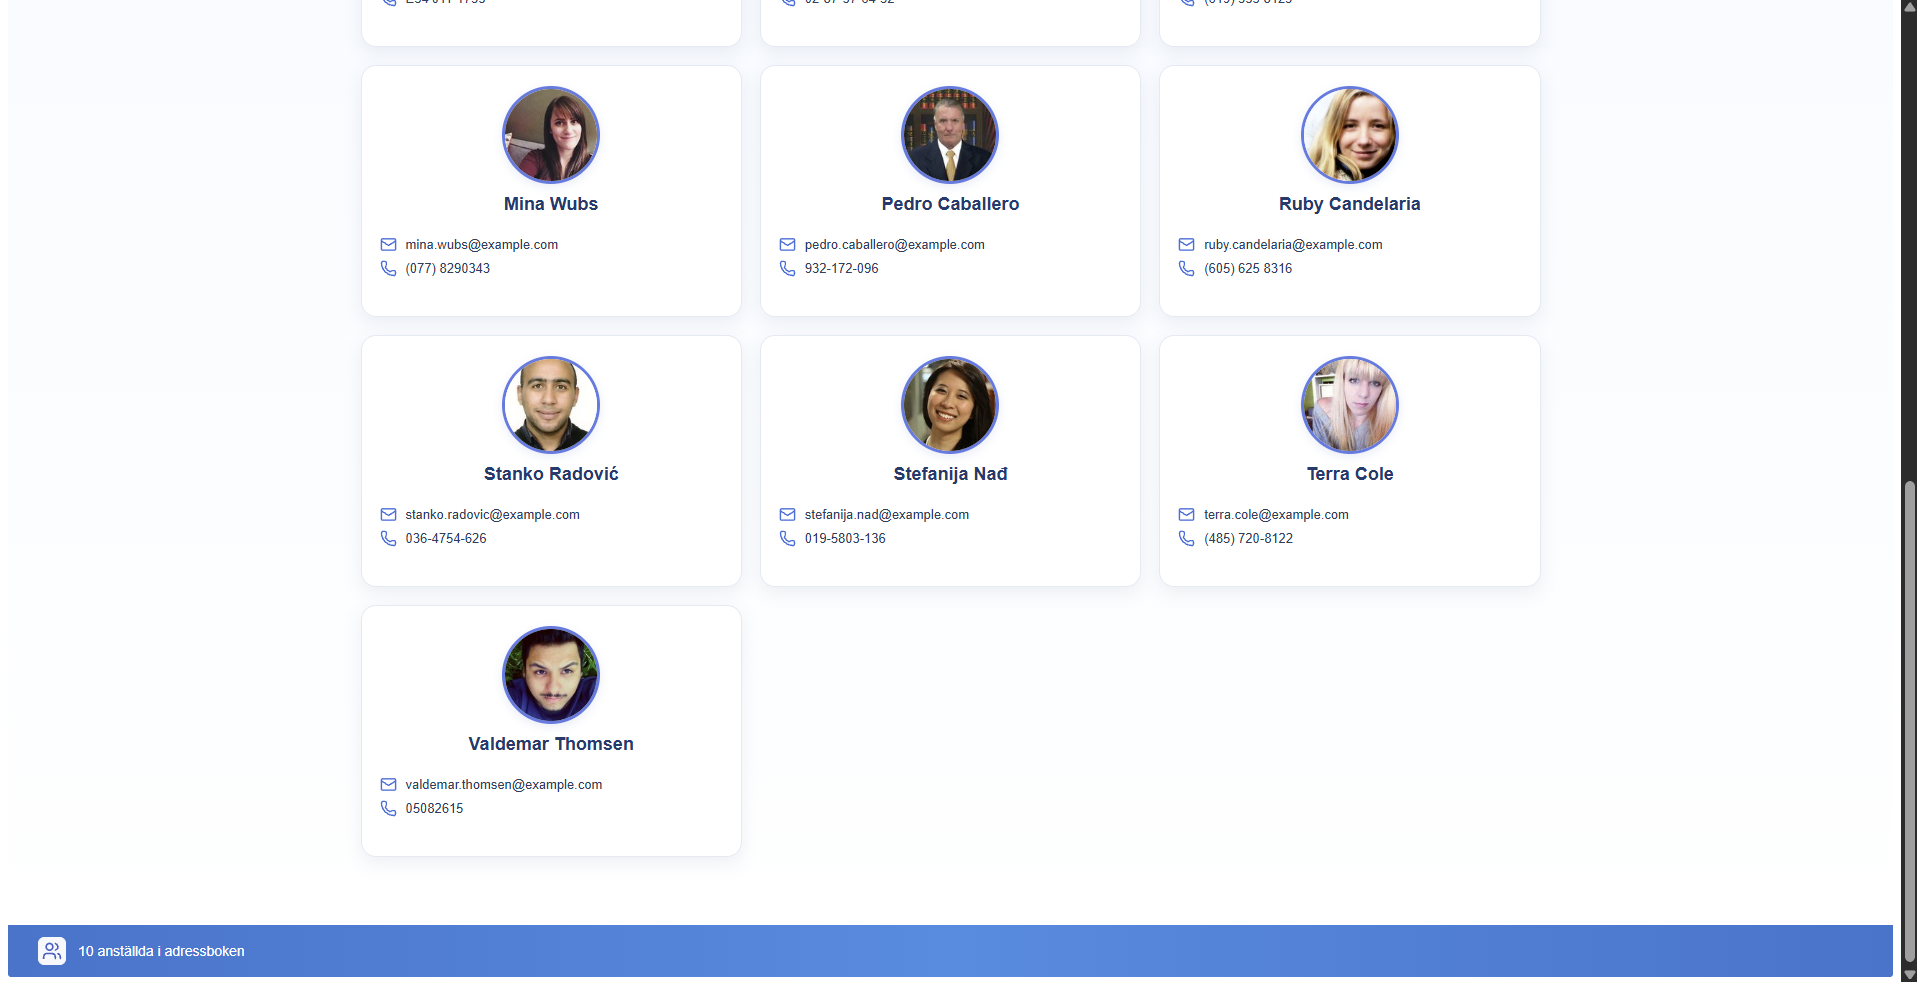 Mina Wubs
Pedro Caballero
Ruby Candelaria
mina.wubs@example.com
(077) 8290343
pedro.caballero@example.com
932-172-096
ruby.candelaria@example.com
(605) 625 8316
Stanko Radović
Stefanija Nađ
Terra Cole
stanko.radovic@example.com
036-4754-626
stefanija.nad@example.com
019-5803-136
terra.cole@example.com
(485) 720-8122
Valdemar Thomsen
valdemar.thomsen@example.com
05082615
10 anställda i adressboken